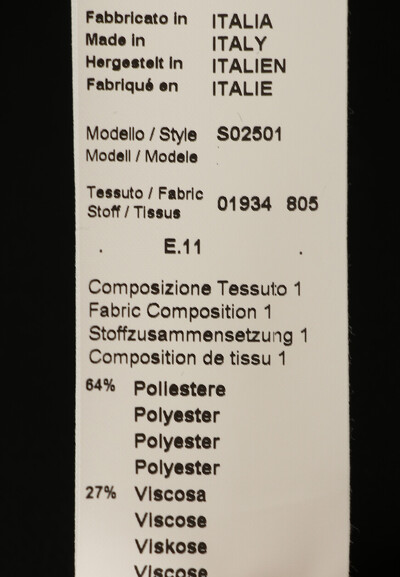 Fabbricato in ITALIA
Made in ITALY
Hergestelt in ITALIEN
Fabriqué en ITALIE
Modello / Style S02501
Modell / Modele
Tessuto / Fabric 01934 805
Stoff / Tissus
E.11
Composizione Tessuto 1
Fabric Composition 1
Stoffzusammensetzung 1
Composition de tissu 1
64% Poliestere
Polyester
Polyester
Polyester
27% Viscosa
Viscose
Viskose
Viscose